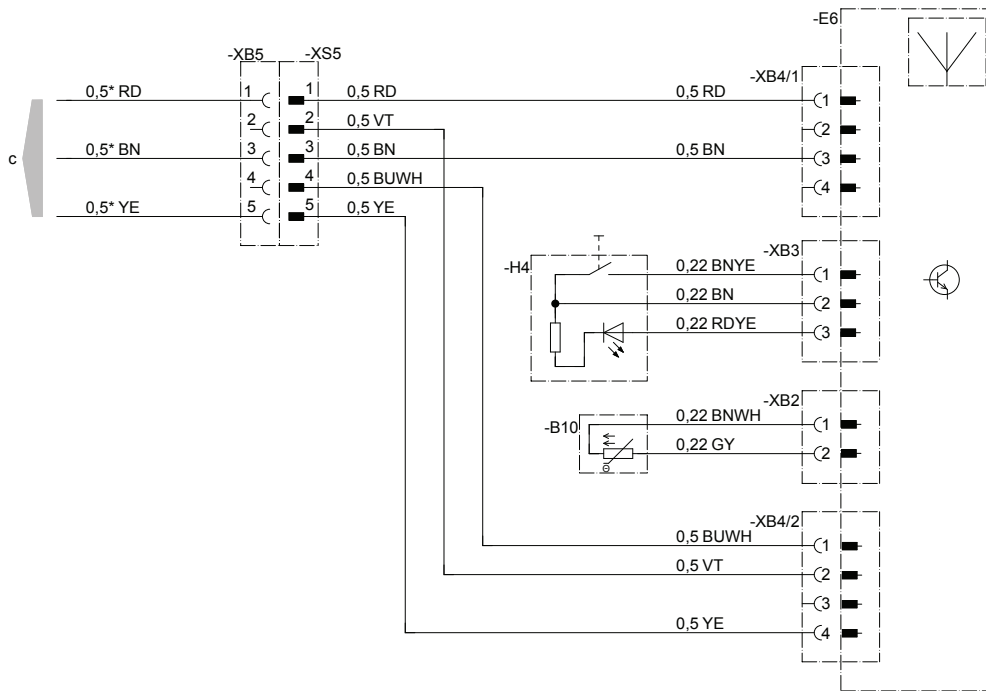 -E6
-XB5 -XS5
-XB4/1
0,5* RD 1 1 0,5 RD 0,5 RD 1
2 2 0,5 VT 2
c 0,5* BN 3 3 0,5 BN 0,5 BN 3
4 4 0,5 BUWH 4
0,5* YE 5 5 0,5 YE
-XB3
-H4 0,22 BNYE 1
0,22 BN 2
0,22 RDYE 3
-XB2
-B10 0,22 BNWH 1
0,22 GY 2
Θ
-XB4/2
0,5 BUWH 1
0,5 VT 2
3
0,5 YE 4